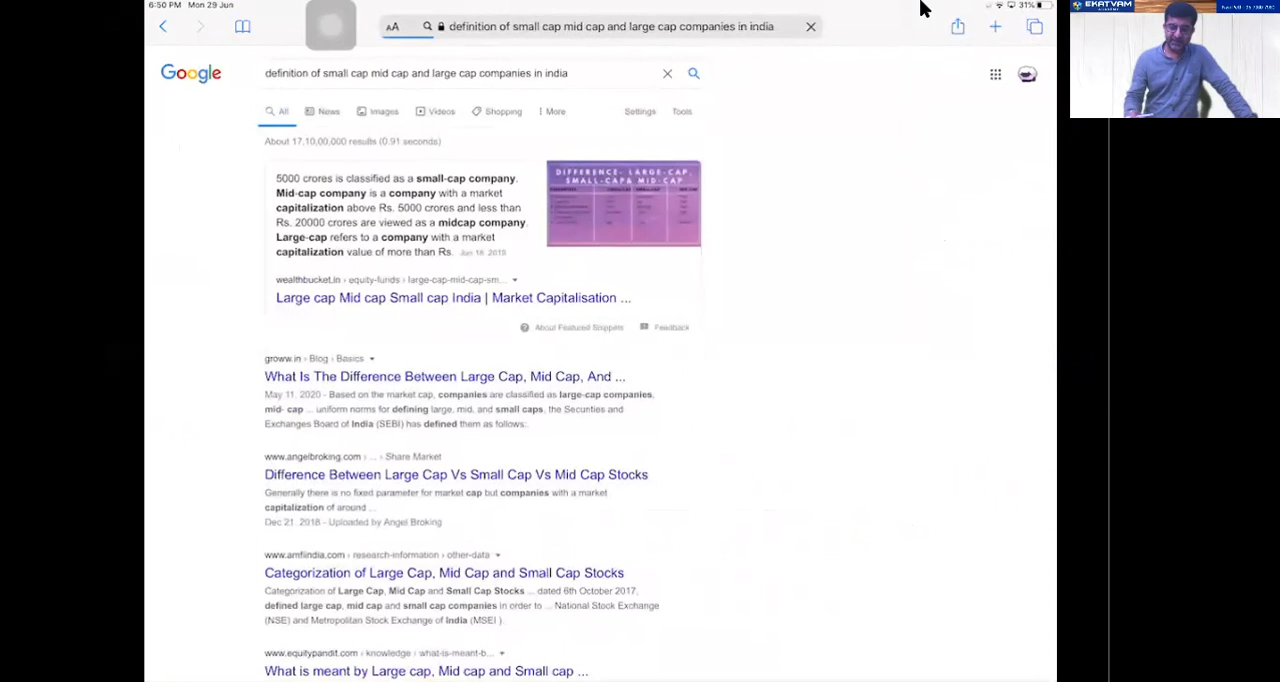 6:50 PM Mon 29 Jun
31%
AA definition of small cap mid cap and large cap companies in india
EKATVAM
Google
definition of small cap mid cap and large cap companies in india
All News Images Videos Shopping More Settings Tools
About 17,10,00,000 results (0.91 seconds)
5000 crores is classified as a small-cap company.
Mid-cap company is a company with a market
capitalization above Rs. 5000 crores and less than
Rs. 20000 crores are viewed as a midcap company.
Large-cap refers to a company with a market
capitalization value of more than Rs. Jan 18, 2019
DIFFERENCE- LARGE-CAP,
SMALL-CAP& MID-CAP
wealthbucket.in › equity-funds › large-cap-mid-cap-sm...
Large cap Mid cap Small cap India | Market Capitalisation ...
About Featured Snippets Feedback
groww.in › Blog › Basics
What Is The Difference Between Large Cap, Mid Cap, And ...
May 11, 2020 - Based on the market cap, companies are classified as large-cap companies,
mid- cap ... uniform norms for defining large, mid, and small caps, the Securties and
Exchanges Board of India (SEBI) has defined them as follows:.
www.angelbroking.com › ... › Share Market
Difference Between Large Cap Vs Small Cap Vs Mid Cap Stocks
Generally there is no fixed parameter for market cap but companies with a market
capitalization of around ...
Dec 21, 2018 - Uploaded by Angel Broking
www.amfiindia.com › research-information › other-data
Categorization of Large Cap, Mid Cap and Small Cap Stocks
Categorization of Large Cap, Mid Cap and Small Cap Stocks ... dated 6th October 2017,
defined large cap, mid cap and small cap companies in order to ... National Stock Exchange
(NSE) and Metropolitan Stock Exchange of India (MSEI ).
www.equitypandit.com › knowledge › what-is-meant-b...
What is meant by Large cap, Mid cap and Small cap ...